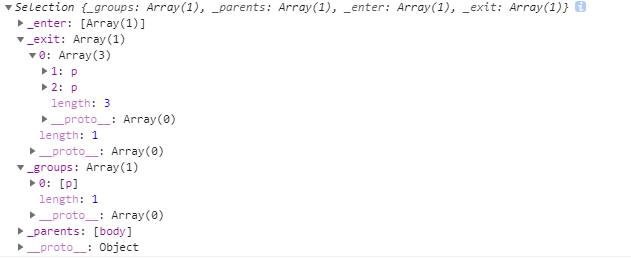 ▼Selection {_groups: Array(1), _parents: Array(1), _enter: Array(1), _exit: Array(1)} i
▶_enter: [Array(1)]
▼_exit: Array(1)
▼0: Array(3)
▶1: p
▶2: p
length: 3
▶__proto__: Array(0)
length: 1
▶__proto__: Array(0)
▼_groups: Array(1)
▶0: [p]
length: 1
▶__proto__: Array(0)
▶_parents: [body]
▶__proto__: Object